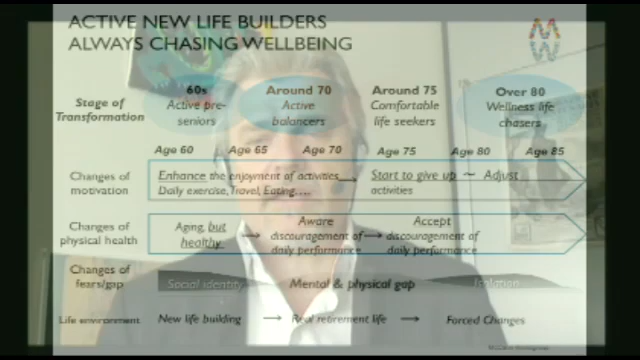 ACTIVE NEW LIFE BUILDERS
ALWAYS CHASING WELLBEING
MW
Stage of Transformation
60s Active pre-seniors
Around 70 Active balancers
Around 75 Comfortable life seekers
Over 80 Wellness life chasers
Age 60 Age 65 Age 70 Age 75 Age 80 Age 85
Changes of motivation
Enhance the enjoyment of activities
Daily exercise, Travel, Eating....
Start to give up ~ Adjust
activities
Changes of physical health
Aging, but healthy
→
Aware
discouragement of
daily performance
→
Accept
discouragement of
daily performance
Changes of fears/gap
Social identity
Mental & physical gap
Isolation
Life environment
New life building → Real retirement life → Forced Changes